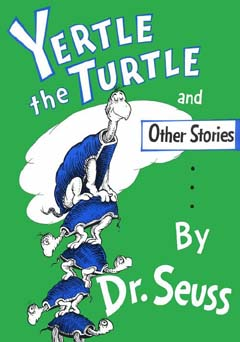 YERTLE
the TURTLE
and
Other Stories
By
Dr. Seuss